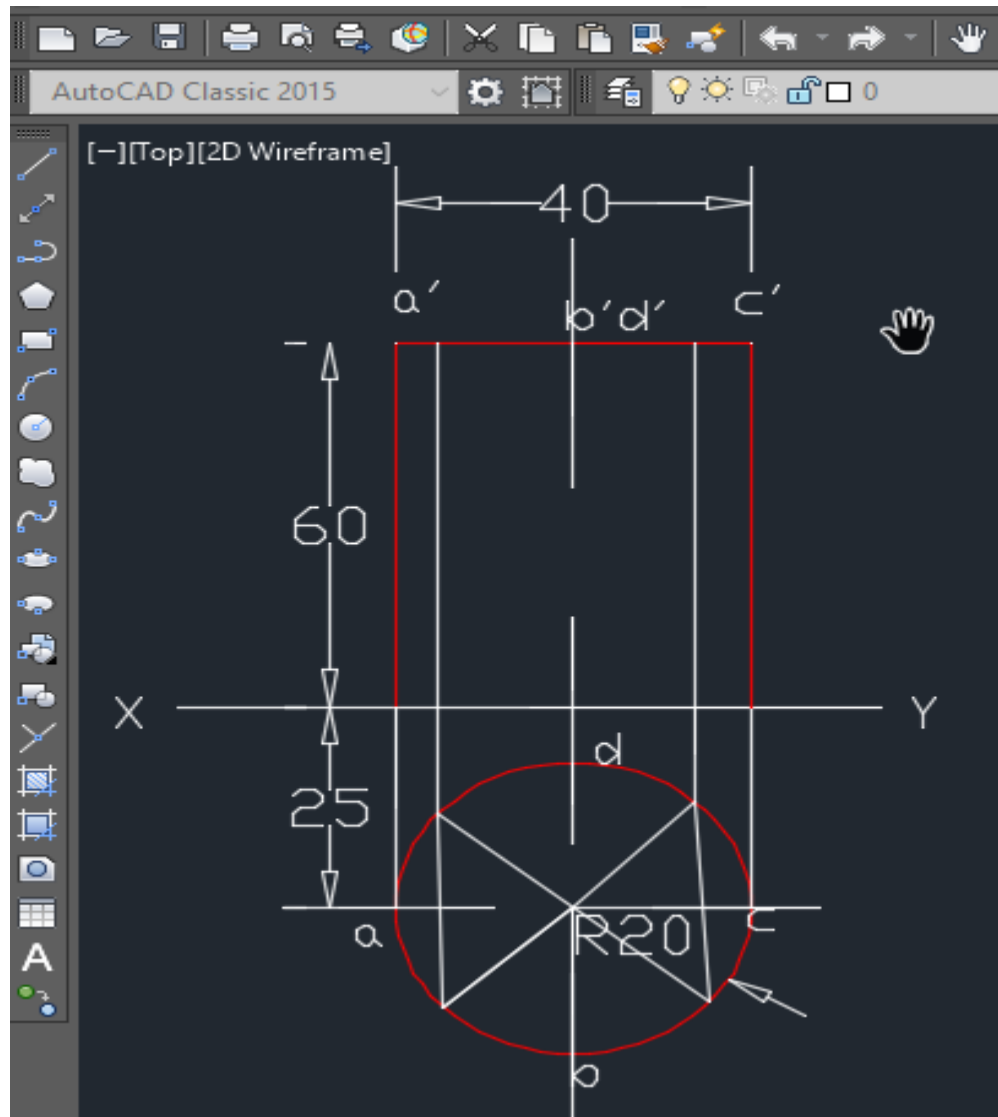 AutoCAD Classic 2015
0
[−][Top][2D Wireframe]
40
a′
b′d′
c′
60
X
Y
d
25
a
R20
c
b
A